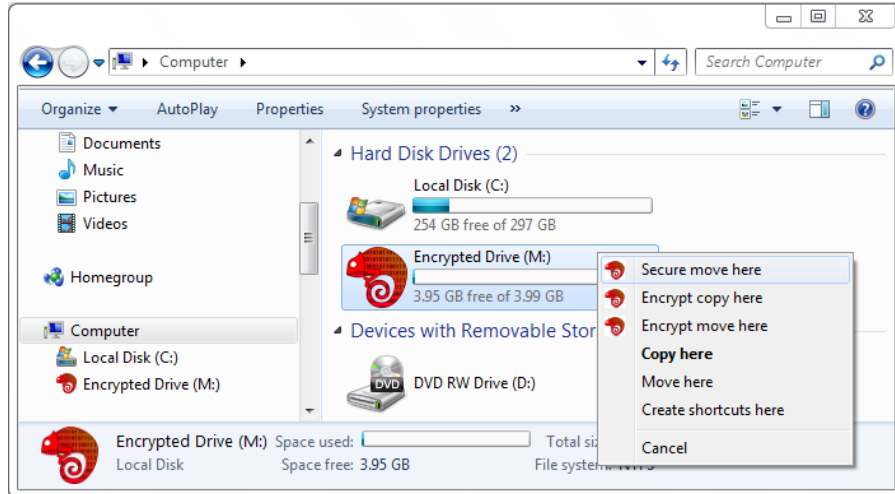 Computer
Search Computer
Organize AutoPlay Properties System properties »
Documents
Music
Pictures
Videos
Homegroup
Computer
Local Disk (C:)
Encrypted Drive (M:)
Hard Disk Drives (2)
Local Disk (C:)
254 GB free of 297 GB
Encrypted Drive (M:)
3.95 GB free of 3.99 GB
Devices with Removable Stor
DVD
DVD RW Drive (D:)
Secure move here
Encrypt copy here
Encrypt move here
Copy here
Move here
Create shortcuts here
Cancel
Encrypted Drive (M:) Space used: Total siz
Local Disk Space free: 3.95 GB File system: